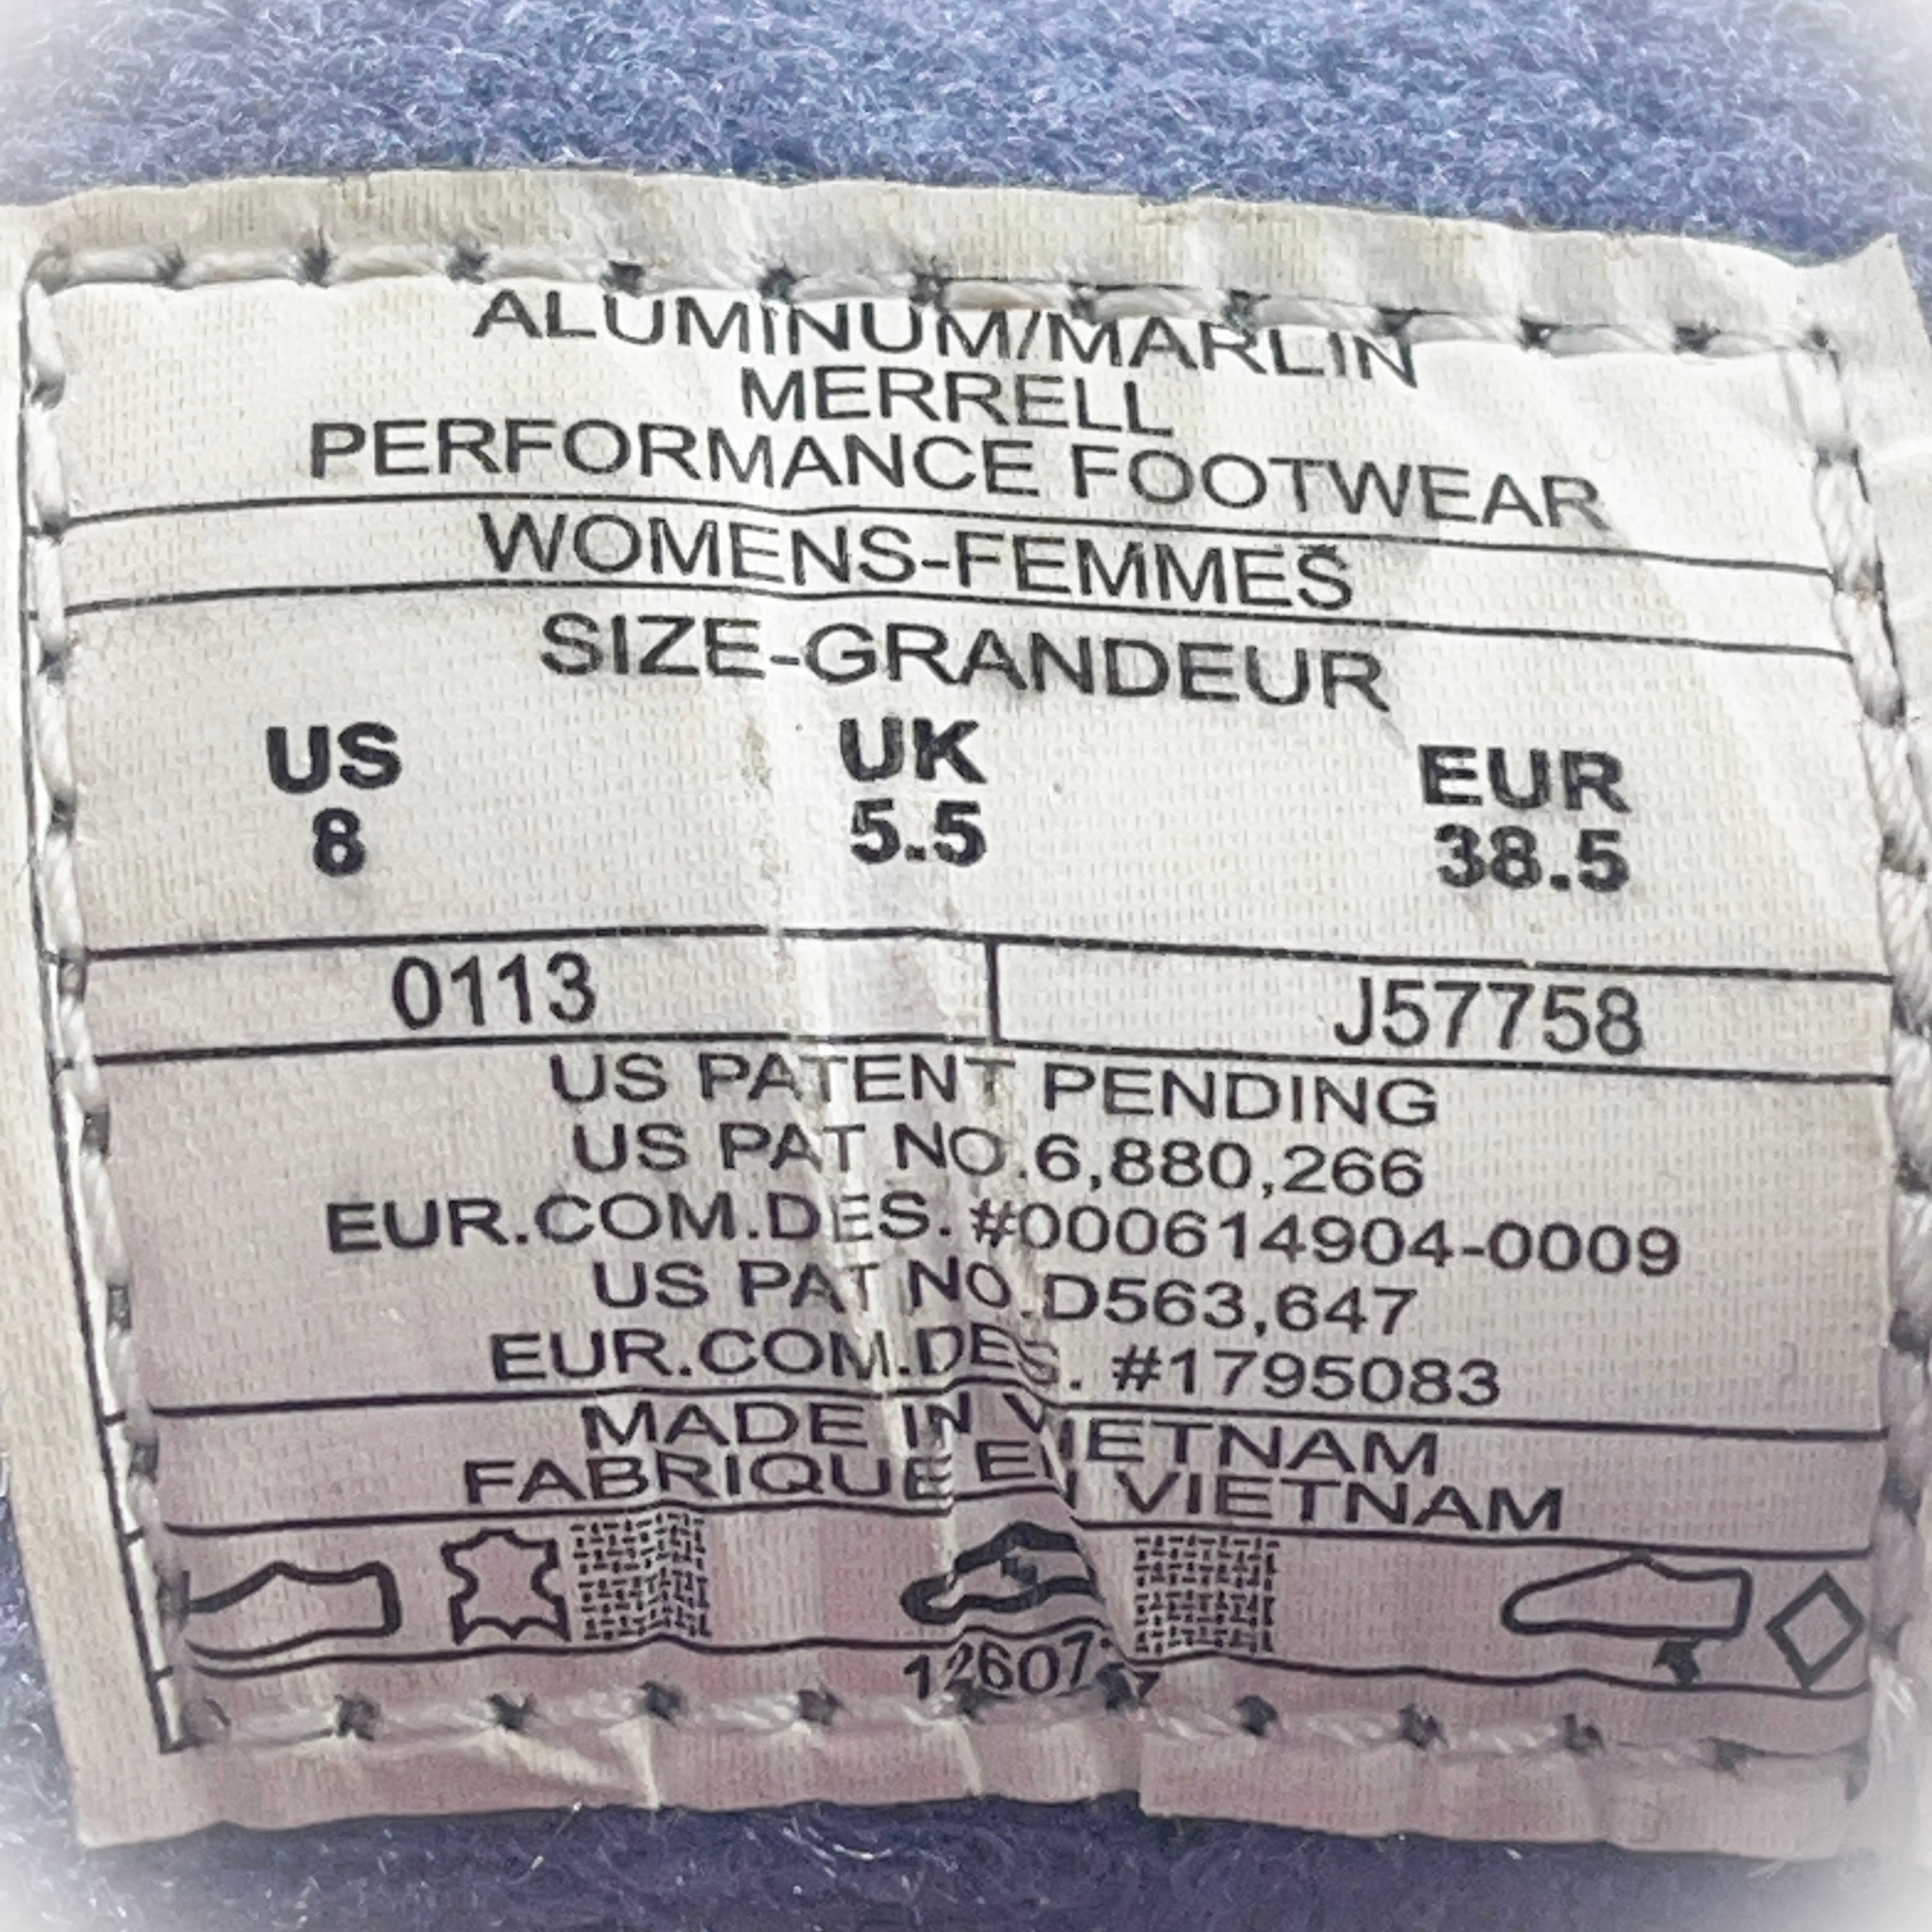 ALUMINUM/MARLIN
MERRELL
PERFORMANCE FOOTWEAR
WOMENS-FEMMES
SIZE-GRANDEUR
US UK EUR
8 5.5 38.5
0113 J57758
US PATENT PENDING
US PAT NO.6,880,266
EUR.COM.DES. #000614904-0009
US PAT NO.D563,647
EUR.COM.DES. #1795083
MADE IN VIETNAM
FABRIQUE EN VIETNAM